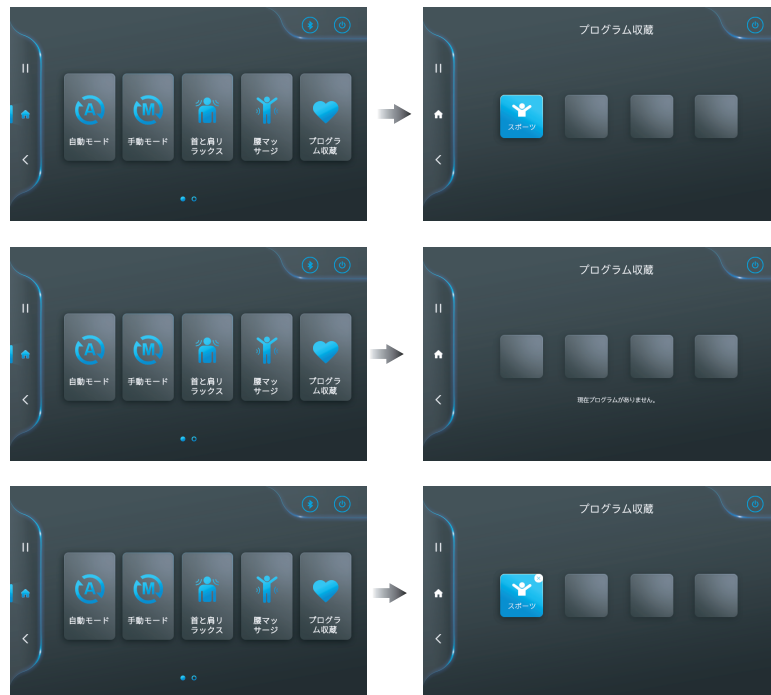 プログラム収蔵
A
M
自動モード
手動モード
首と肩リ
ラックス
腰マッ
サージ
プログラ
ム収蔵
スポーツ
プログラム収蔵
A
M
自動モード
手動モード
首と肩リ
ラックス
腰マッ
サージ
プログラ
ム収蔵
現在プログラムがありません。
プログラム収蔵
A
M
自動モード
手動モード
首と肩リ
ラックス
腰マッ
サージ
プログラ
ム収蔵
スポーツ